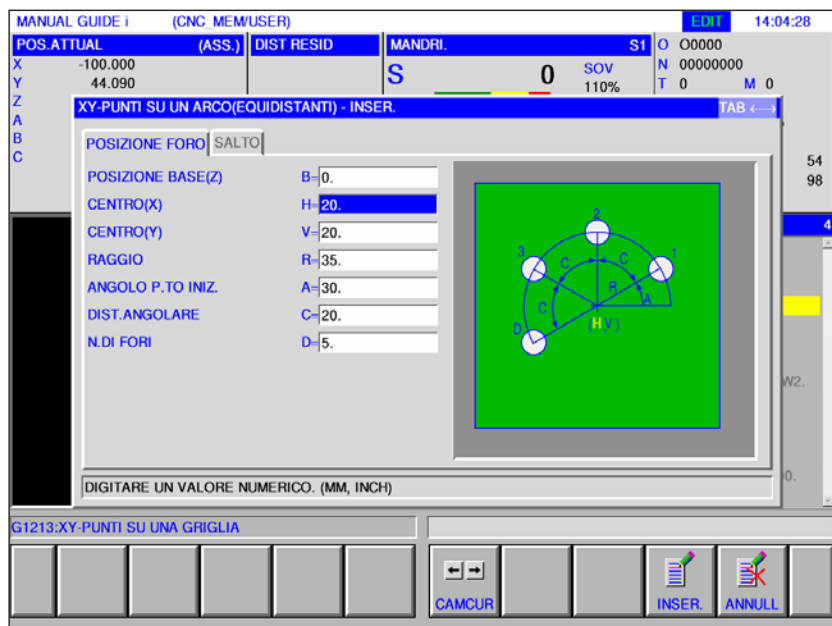 MANUAL GUIDE i (CNC_MEM/USER) EDIT 14:04:28
POS.ATTUAL (ASS.) DIST RESID MANDRI. S1 O O0000
X -100.000 N 00000000
Y 44.090 S 0 SOV 110% T 0 M 0
Z
A
B
C
54
98
XY-PUNTI SU UN ARCO(EQUIDISTANTI) - INSER. TAB ←→
POSIZIONE FORO SALTO
POSIZIONE BASE(Z) B=0.
CENTRO(X) H=20.
CENTRO(Y) V=20.
RAGGIO R=35.
ANGOLO P.TO INIZ. A=30.
DIST.ANGOLARE C=20.
N.DI FORI D=5.
2
3 C C 1
R
C A
D (H,V)
4
W2.
0.
DIGITARE UN VALORE NUMERICO. (MM, INCH)
G1213:XY-PUNTI SU UNA GRIGLIA
CAMCUR INSER. ANNULL